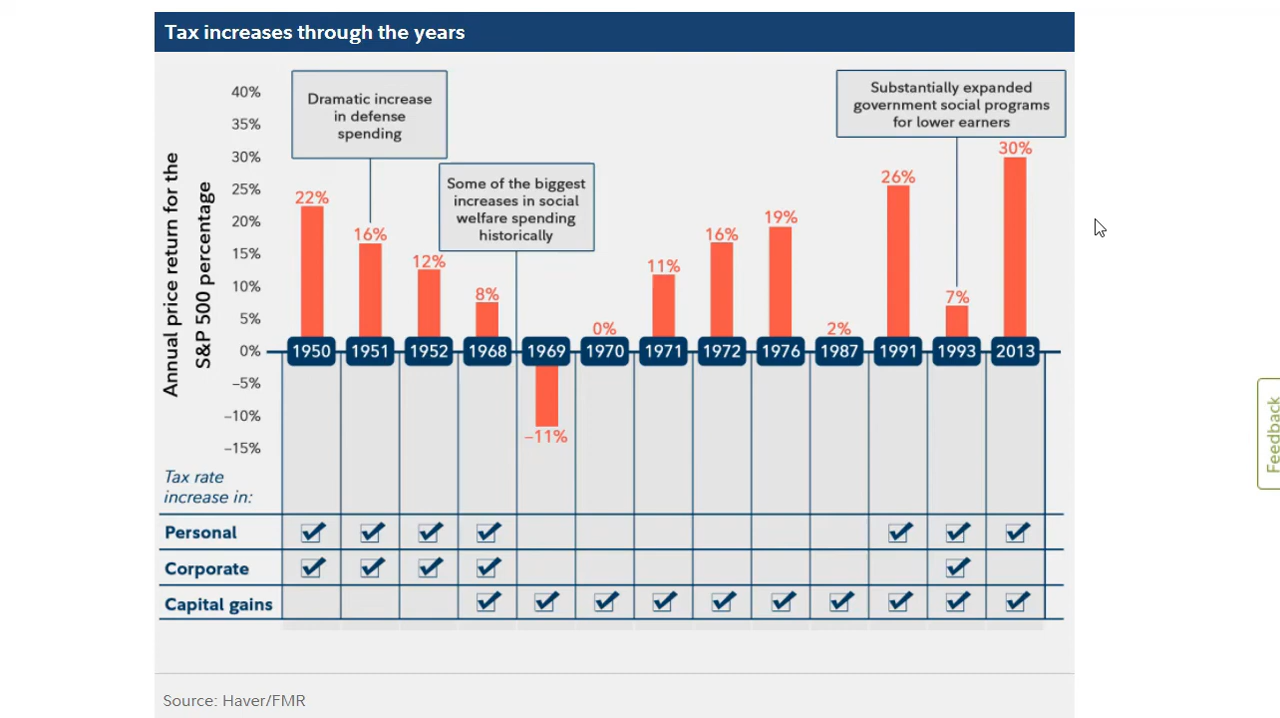 Tax increases through the years
Annual price return for the
S&P 500 percentage
40%
35%
30%
25%
20%
15%
10%
5%
0%
–5%
–10%
–15%
Dramatic increase
in defense
spending
Some of the biggest
increases in social
welfare spending
historically
Substantially expanded
government social programs
for lower earners
22%
16%
12%
8%
–11%
0%
11%
16%
19%
2%
26%
7%
30%
1950 1951 1952 1968 1969 1970 1971 1972 1976 1987 1991 1993 2013
Tax rate
increase in:
Personal
Corporate
Capital gains
Source: Haver/FMR
Feedback